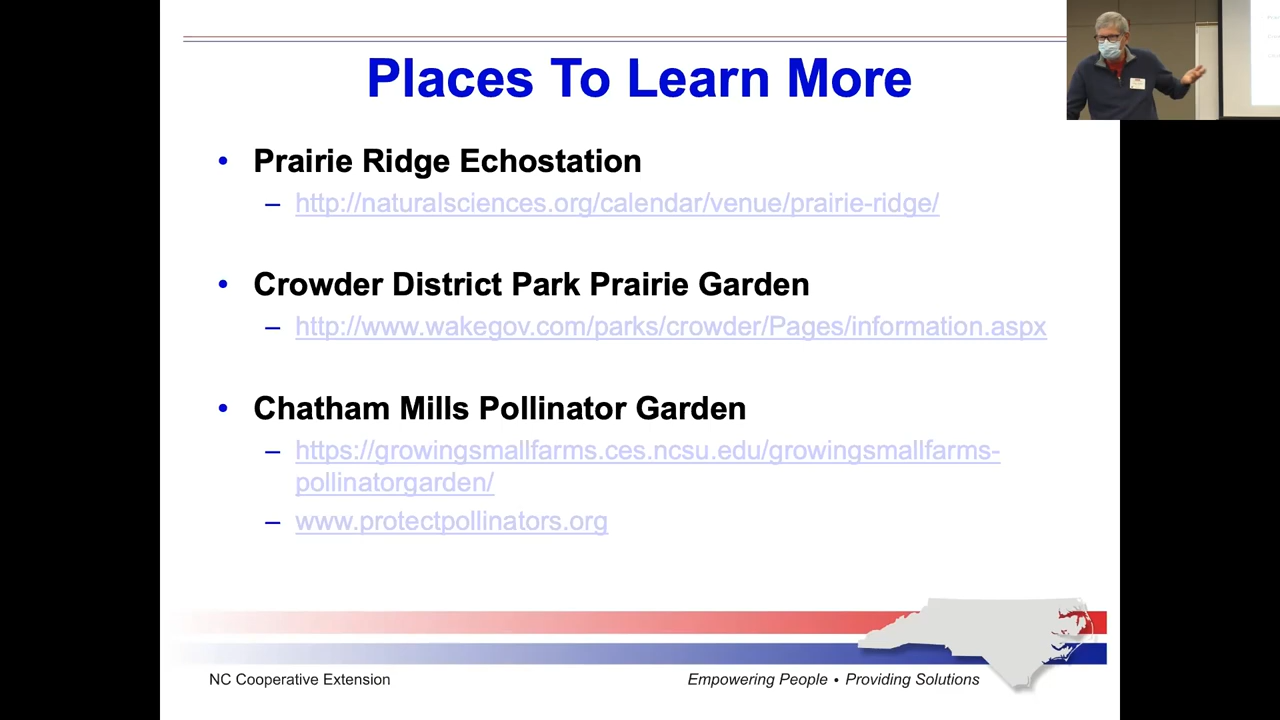 Places To Learn More
• Prairie Ridge Echostation
– http://naturalsciences.org/calendar/venue/prairie-ridge/
• Crowder District Park Prairie Garden
– http://www.wakegov.com/parks/crowder/Pages/information.aspx
• Chatham Mills Pollinator Garden
– https://growingsmallfarms.ces.ncsu.edu/growingsmallfarms-
pollinatorgarden/
– www.protectpollinators.org
NC Cooperative Extension
Empowering People • Providing Solutions